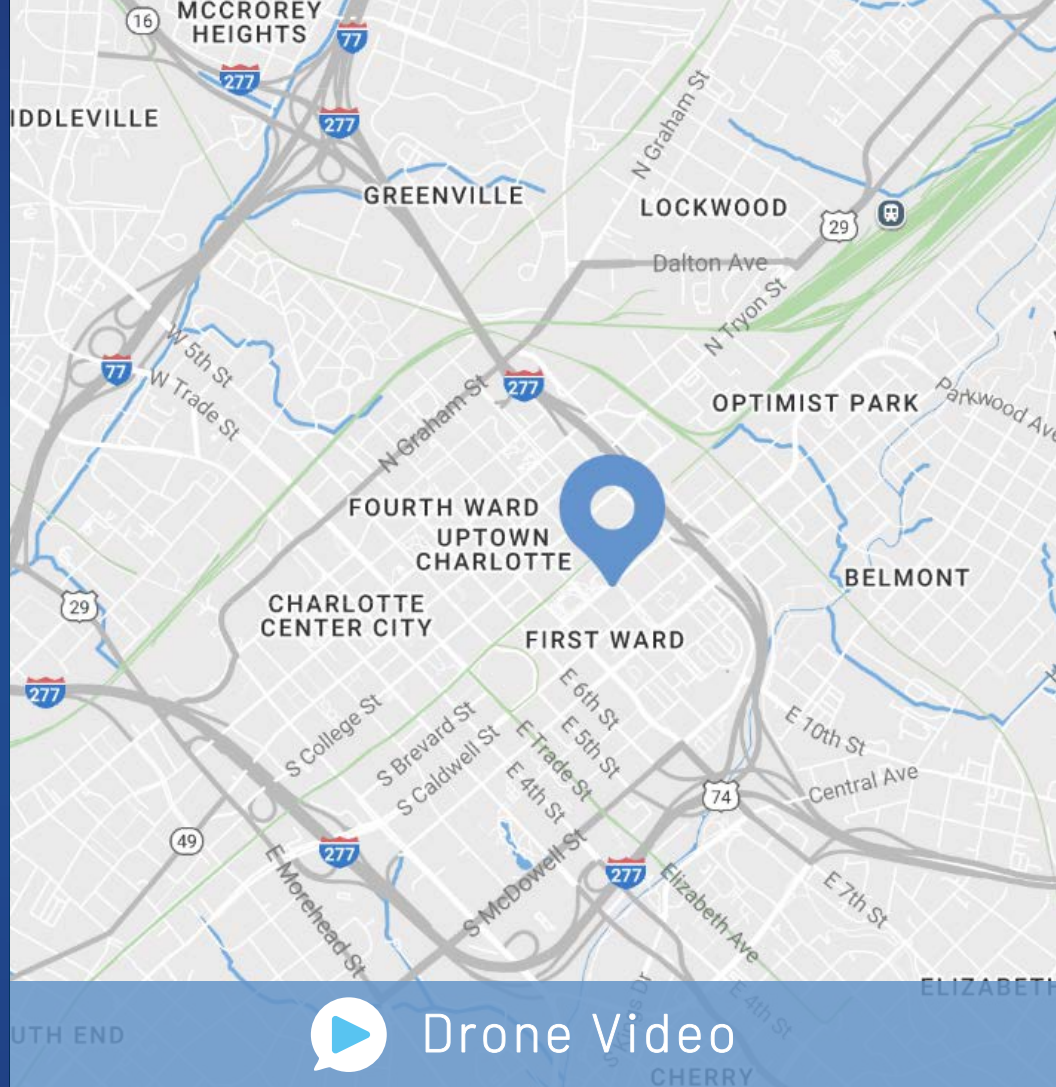 16
MCCROREY
HEIGHTS
77
277
277
IDDLEVILLE
GREENVILLE
N Graham St
LOCKWOOD
29
Dalton Ave
N Tryon St
W 5th St
77
W Trade St
277
N Graham St
OPTIMIST PARK
Parkwood Ave
FOURTH WARD
UPTOWN
CHARLOTTE
BELMONT
29
CHARLOTTE
CENTER CITY
FIRST WARD
277
E 6th St
S College St
S Brevard St
S Caldwell St
E Trade St
E 5th St
E 4th St
E 10th St
Central Ave
74
49
277
E Morehead St
S McDowell St
277
Elizabeth Ave
E 7th St
ELIZABETH
E 4th St
S Kings Dr
UTH END
Drone Video
CHERRY